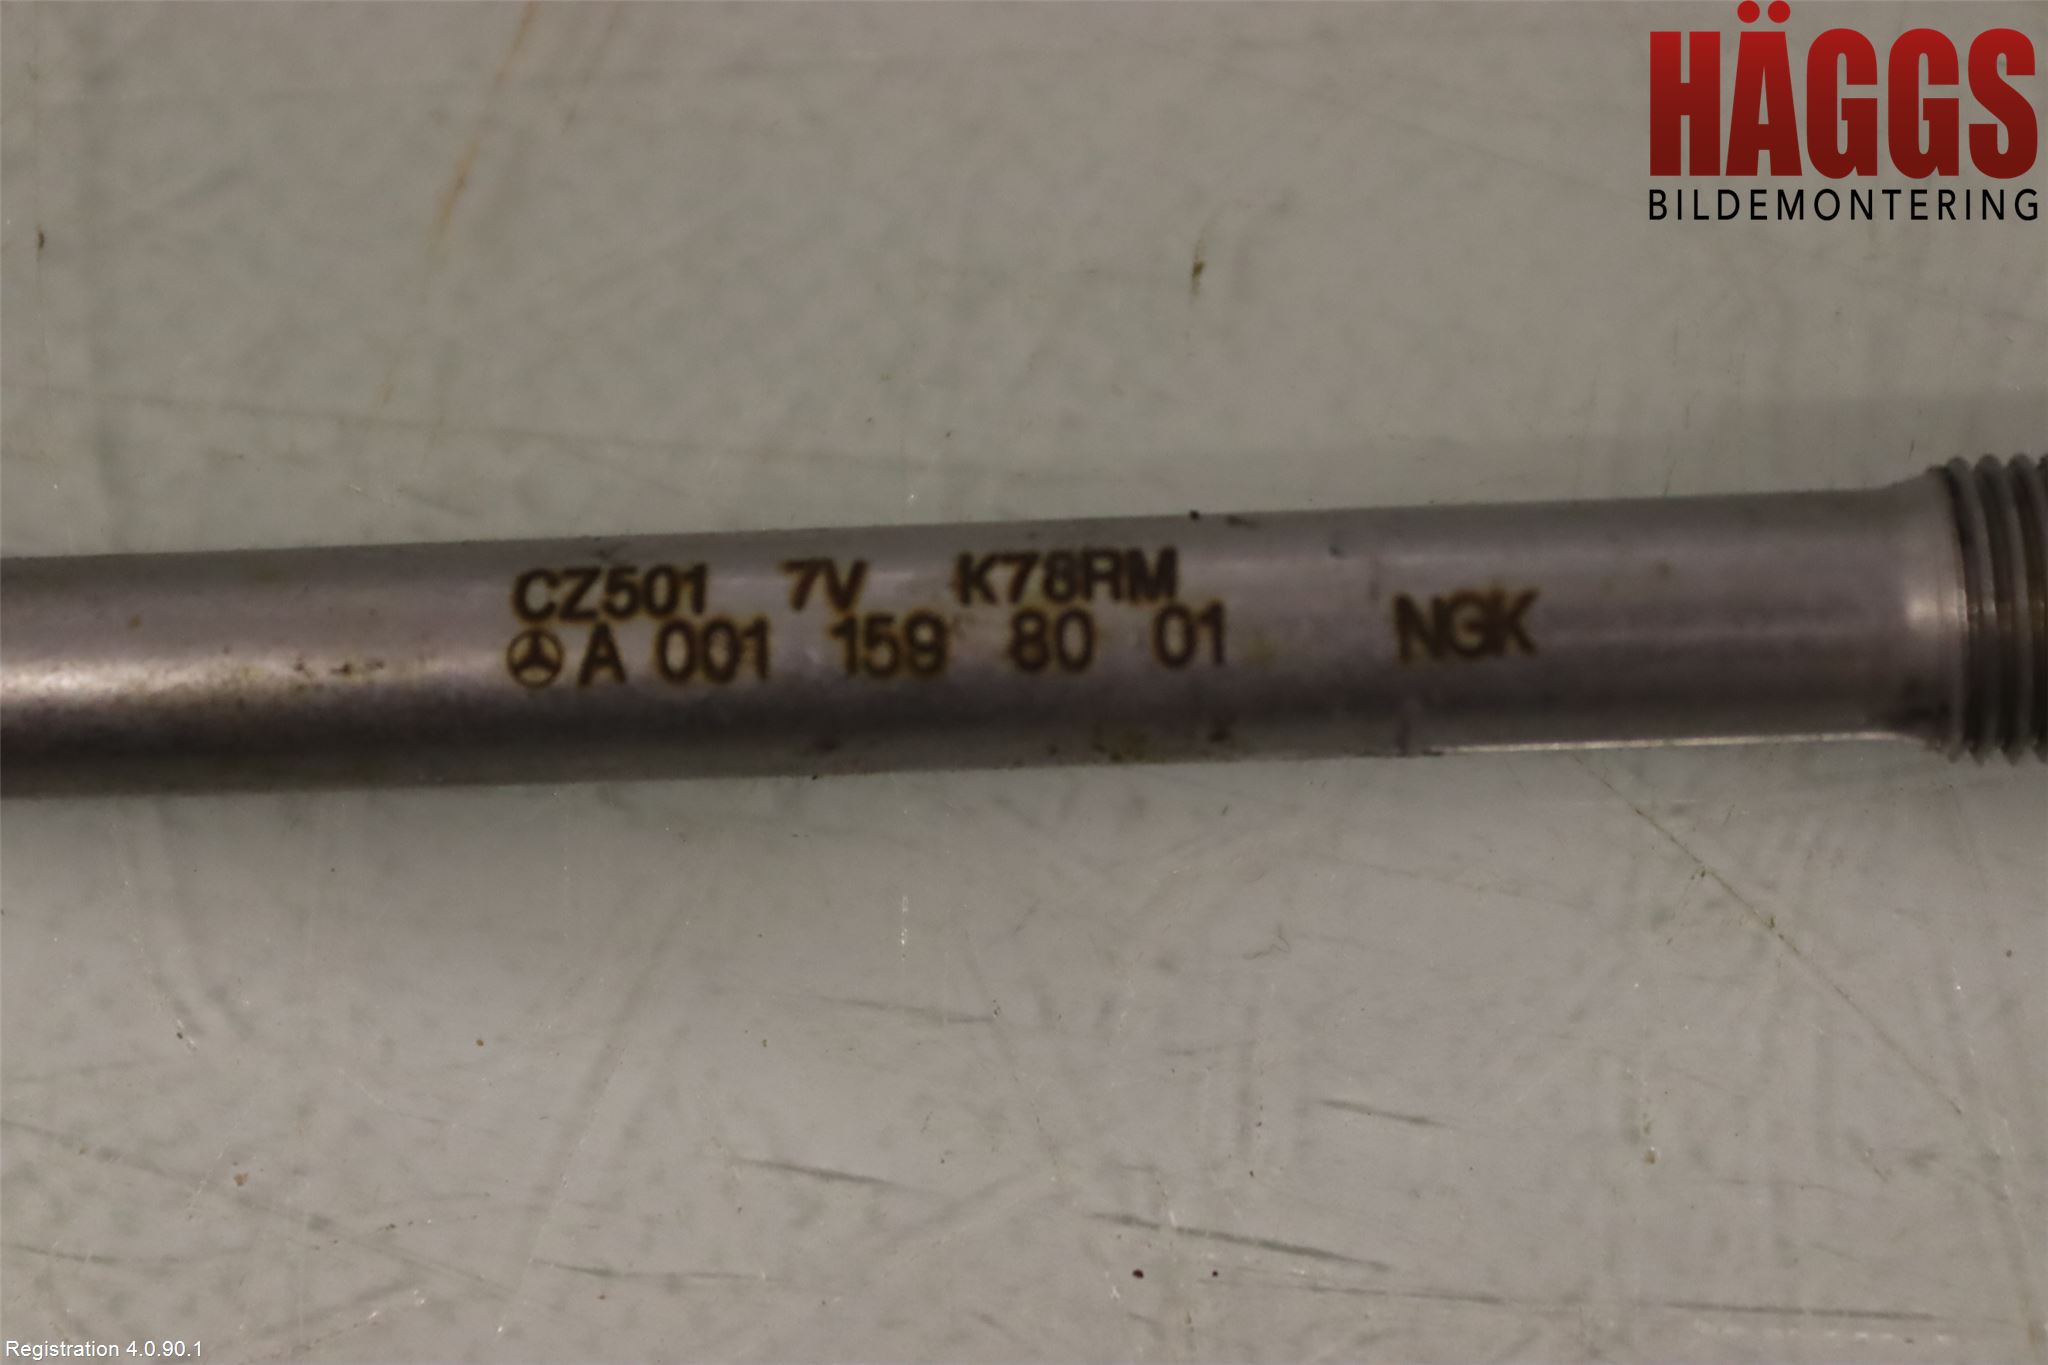 HÄGGS
BILDEMONTERING
CZ501 7V K78RM
A 001 159 80 01 NGK
Registration 4.0.90.1